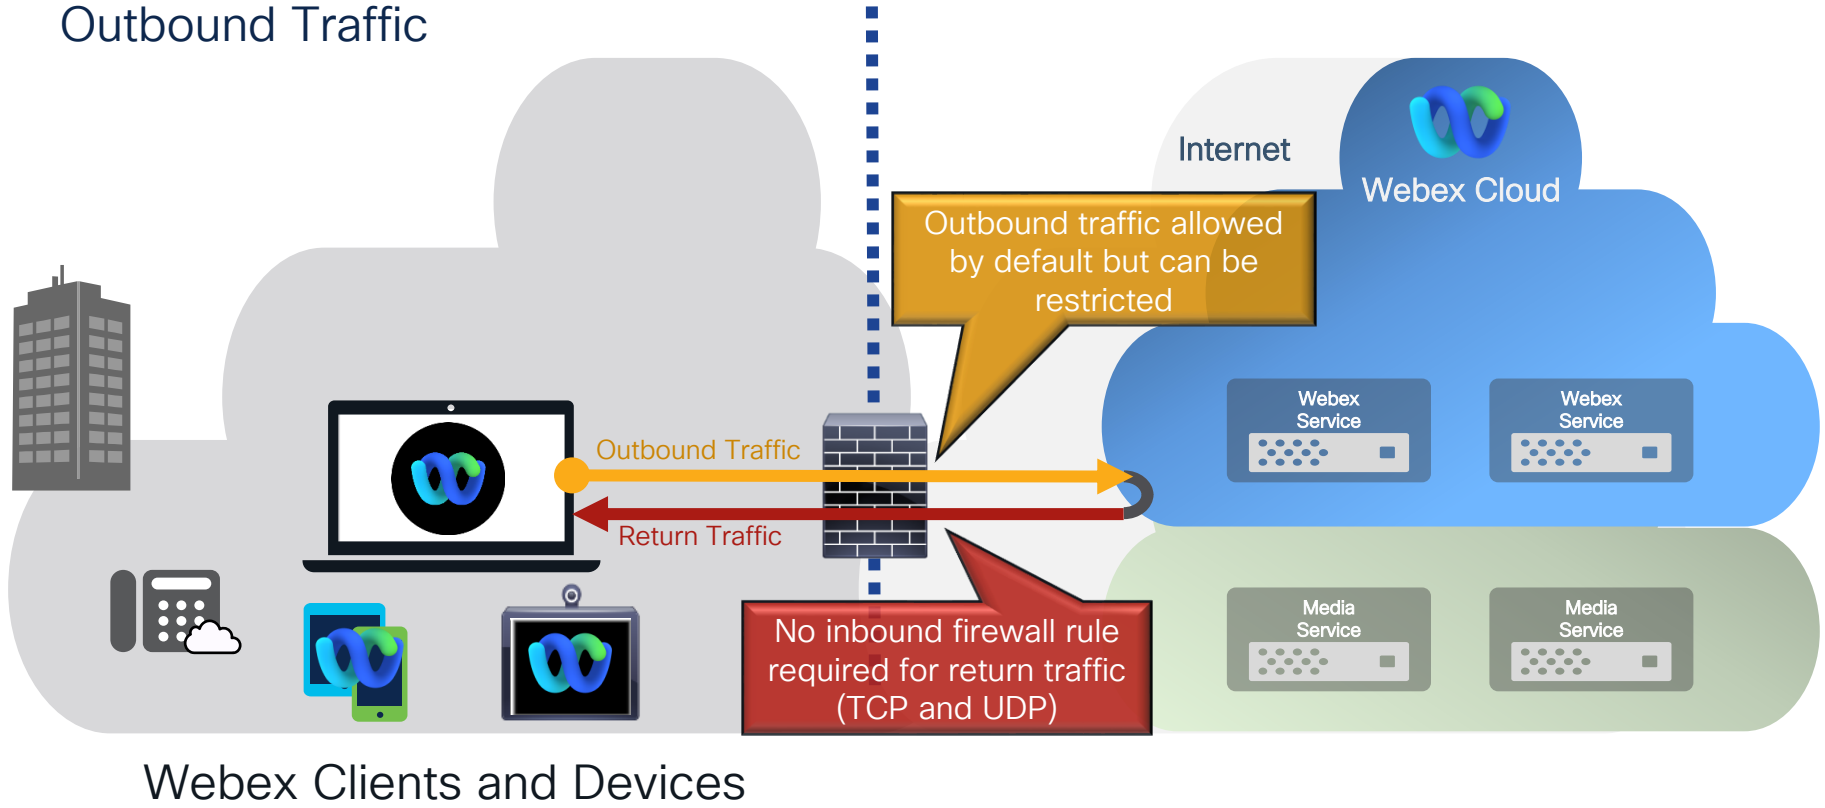 Outbound Traffic
Internet
Webex Cloud
Outbound traffic allowed
by default but can be
restricted
Webex
Service
Webex
Service
Outbound Traffic
Return Traffic
No inbound firewall rule
required for return traffic
(TCP and UDP)
Media
Service
Media
Service
Webex Clients and Devices